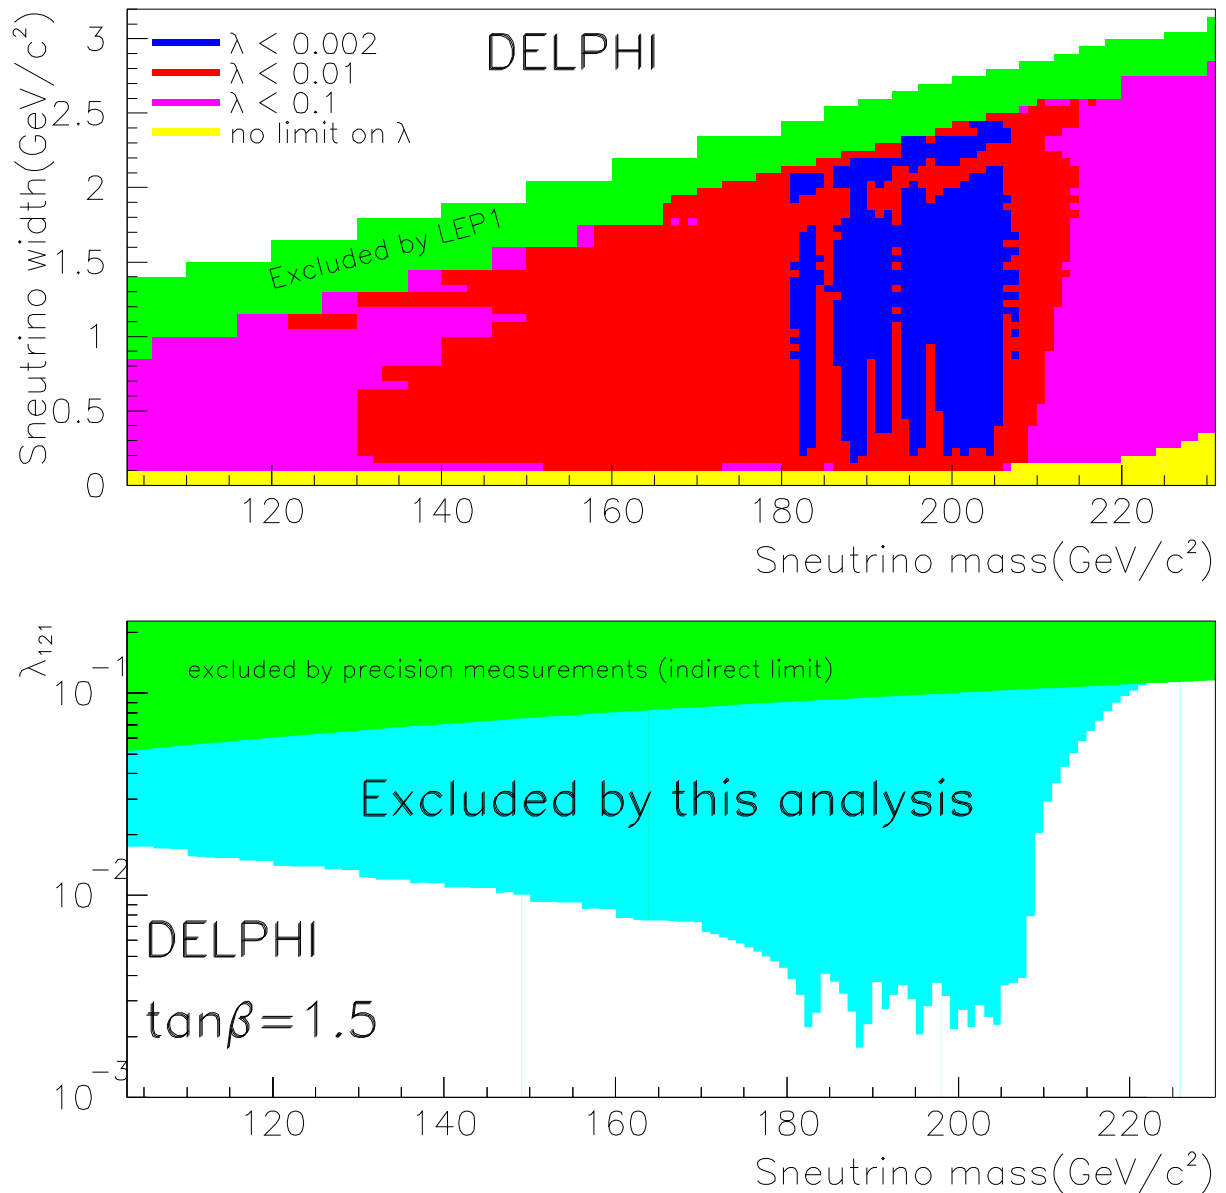 DELPHI
λ < 0.002
λ < 0.01
λ < 0.1
no limit on λ
Excluded by LEP1
Sneutrino width(GeV/c²)
3
2.5
2
1.5
1
0.5
0
120 140 160 180 200 220
Sneutrino mass(GeV/c²)
λ₁₂₁
excluded by precision measurements (indirect limit)
Excluded by this analysis
DELPHI
tanβ=1.5
10⁻¹
10⁻²
10⁻³
120 140 160 180 200 220
Sneutrino mass(GeV/c²)